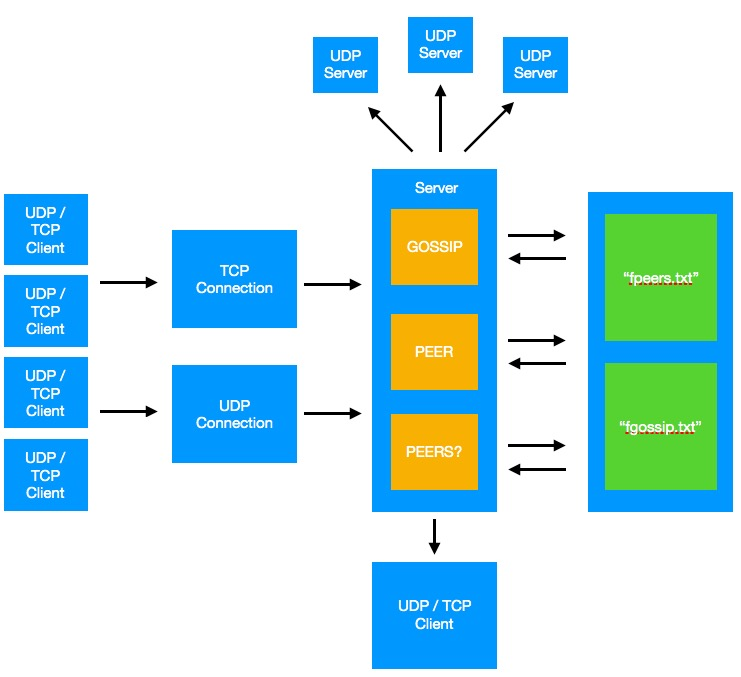 UDP
Server
UDP
Server
UDP
Server
UDP /
TCP
Client
UDP /
TCP
Client
UDP /
TCP
Client
UDP /
TCP
Client
TCP
Connection
UDP
Connection
Server
GOSSIP
PEER
PEERS?
“fpeers.txt”
“fgossip.txt”
UDP / TCP
Client